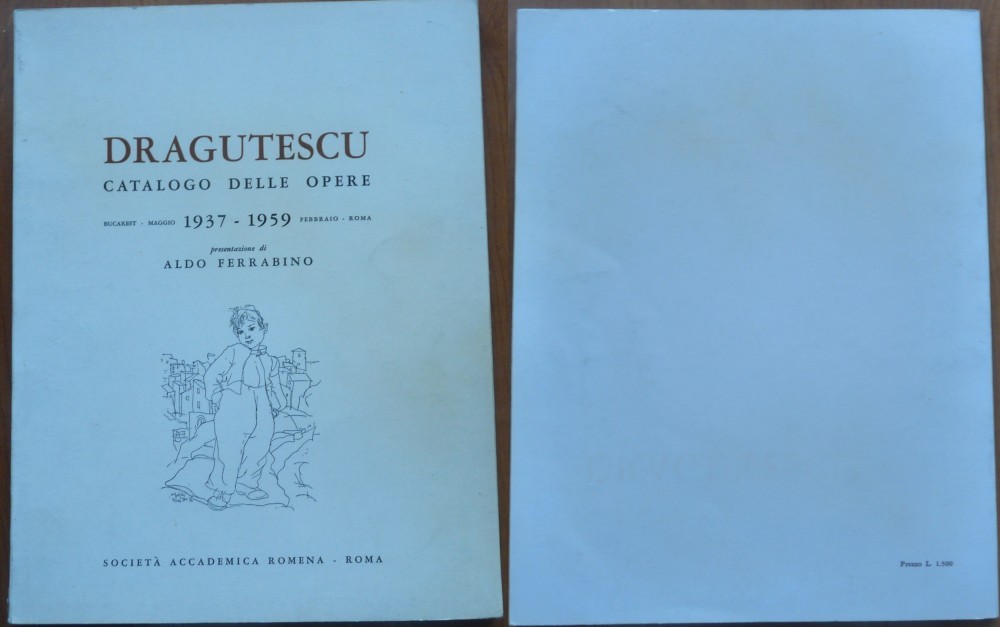 DRAGUTESCU
CATALOGO DELLE OPERE
BUCAREST - MAGGIO 1937 - 1959 FEBBRAIO - ROMA
presentazione di
ALDO FERRABINO
SOCIETÀ ACCADEMICA ROMENA - ROMA
Prezzo L. 1.500